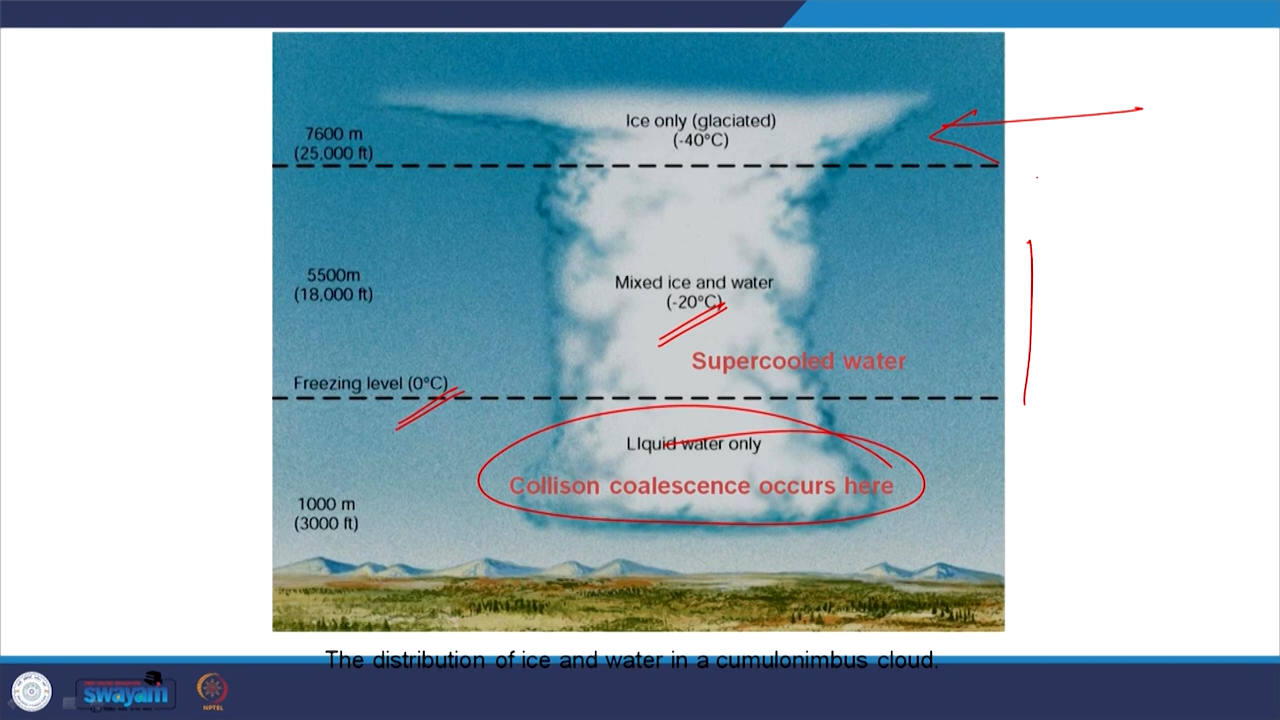 Ice only (glaciated)
(-40°C)
7600 m
(25,000 ft)
5500m
(18,000 ft)
Mixed ice and water
(-20°C)
Supercooled water
Freezing level (0°C)
LIquid water only
Collison coalescence occurs here
1000 m
(3000 ft)
The distribution of ice and water in a cumulonimbus cloud.
swayam
NPTEL